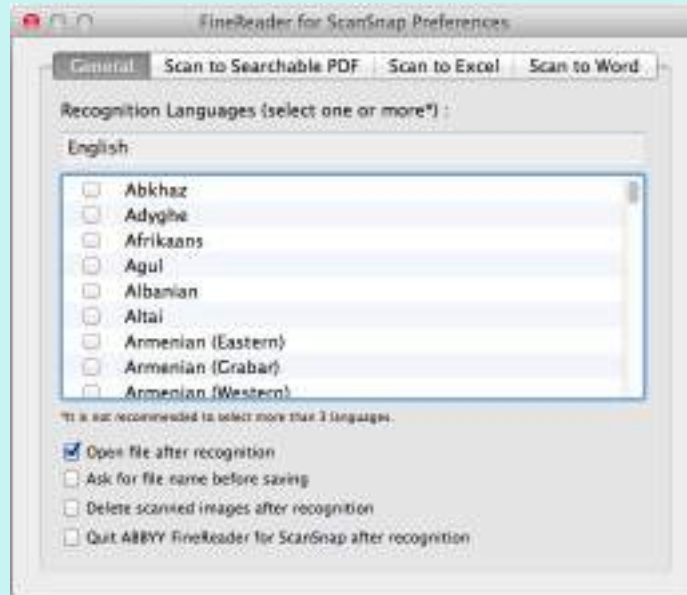 FineReader for ScanSnap Preferences
General Scan to Searchable PDF Scan to Excel Scan to Word
Recognition Languages (select one or more*) :
English
Abkhaz
Adyghe
Afrikaans
Agul
Albanian
Altai
Armenian (Eastern)
Armenian (Grabar)
Armenian (Western)
*It is not recommended to select more than 3 languages.
Open file after recognition
Ask for file name before saving
Delete scanned images after recognition
Quit ABBYY FineReader for ScanSnap after recognition